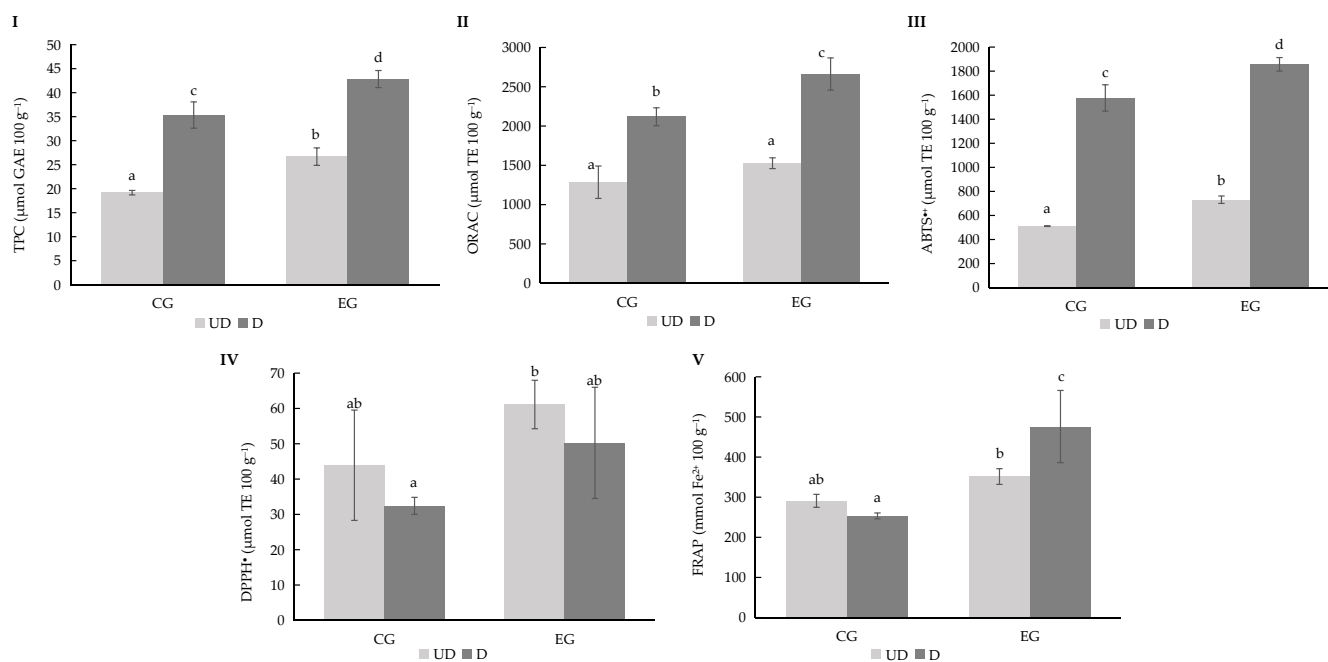 I
TPC (µmol GAE 100 g⁻¹)
50
45
40
35
30
25
20
15
10
5
0
a
c
b
d
CG
EG
UD D
II
ORAC (µmol TE 100 g⁻¹)
3000
2500
2000
1500
1000
500
0
a
b
a
c
CG
EG
UD D
III
ABTS•⁺ (µmol TE 100 g⁻¹)
2000
1800
1600
1400
1200
1000
800
600
400
200
0
a
c
b
d
CG
EG
UD D
IV
DPPH• (µmol TE 100 g⁻¹)
70
60
50
40
30
20
10
0
ab
a
b
ab
CG
EG
UD D
V
FRAP (mmol Fe²⁺ 100 g⁻¹)
600
500
400
300
200
100
0
ab
a
b
c
CG
EG
UD D